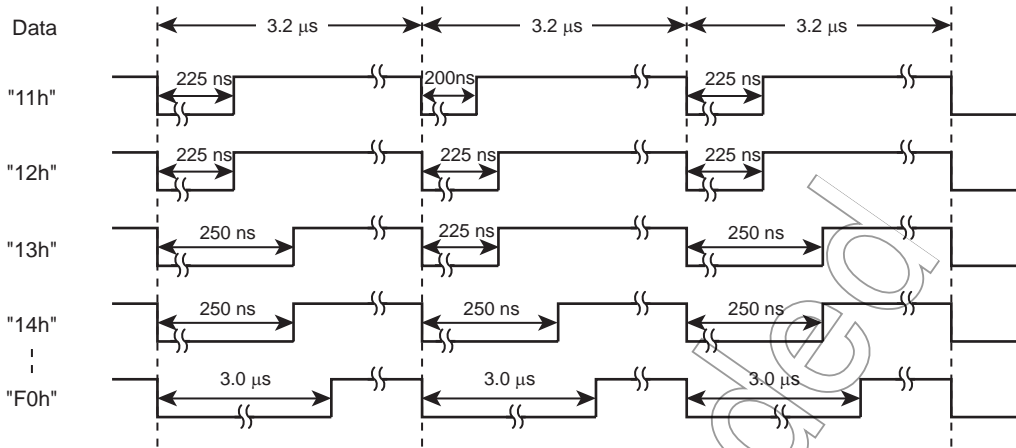 Data 3.2 μs 3.2 μs 3.2 μs
"11h" 225 ns 200ns 225 ns
"12h" 225 ns 225 ns 225 ns
"13h" 250 ns 225 ns 250 ns
"14h" 250 ns 250 ns 250 ns
"F0h" 3.0 μs 3.0 μs 3.0 μs
ded